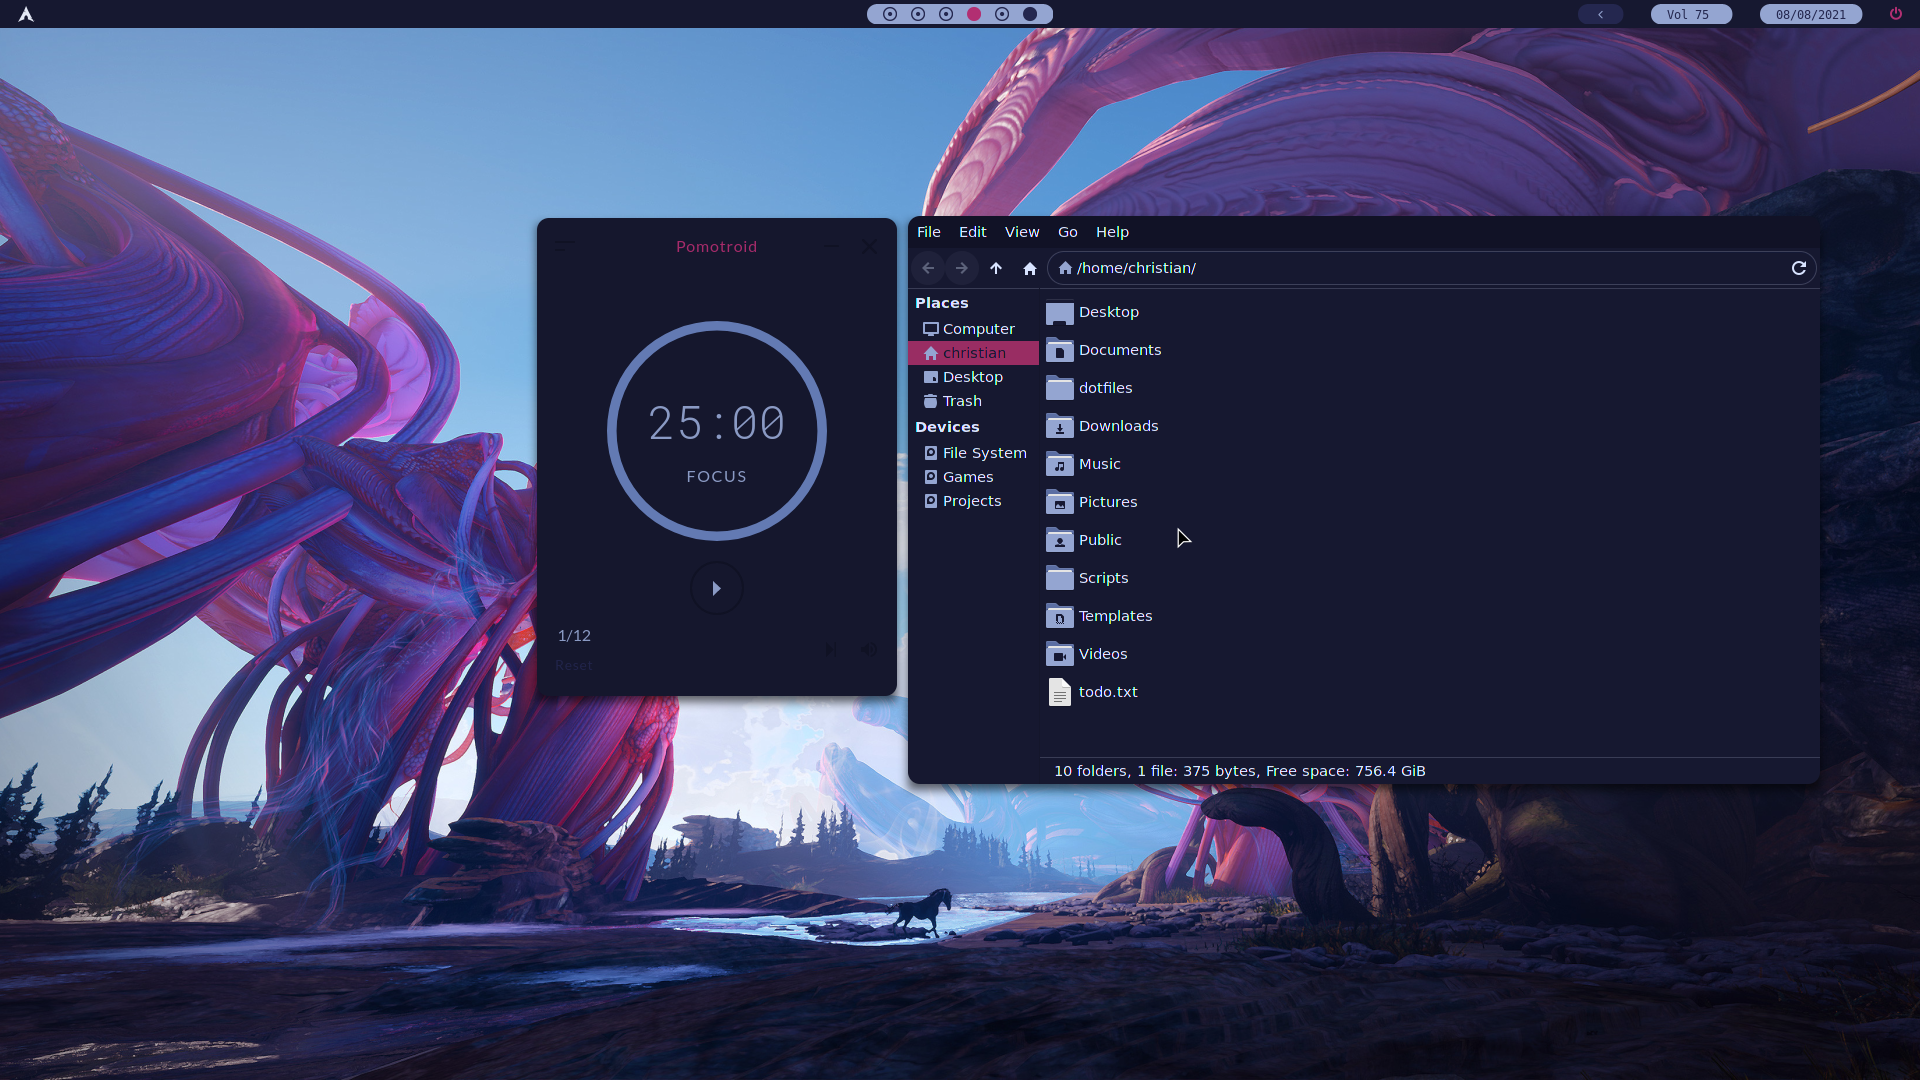 Vol 75
08/08/2021
Pomotroid
25:00
FOCUS
1/12
Reset
File Edit View Go Help
/home/christian/
Places
Computer
christian
Desktop
Trash
Devices
File System
Games
Projects
Desktop
Documents
dotfiles
Downloads
Music
Pictures
Public
Scripts
Templates
Videos
todo.txt
10 folders, 1 file: 375 bytes, Free space: 756.4 GiB